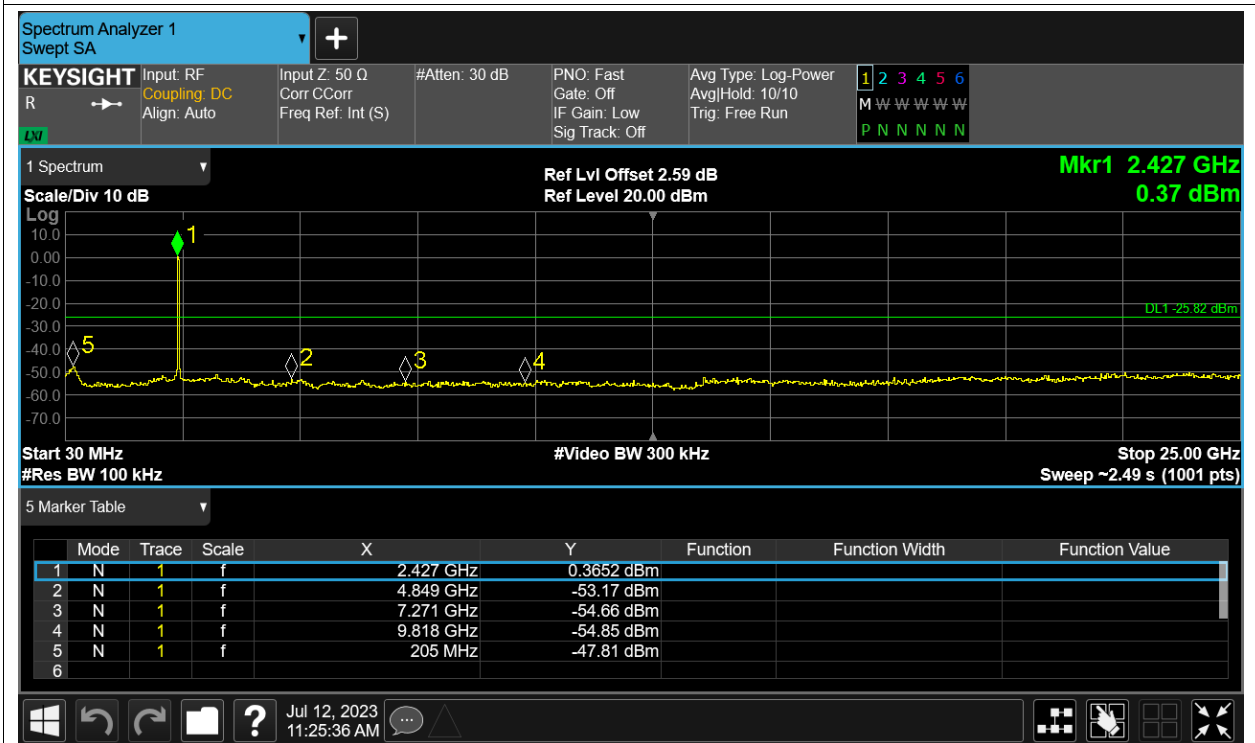 Spectrum Analyzer 1
Swept SA
+
KEYSIGHT Input: RF Input Z: 50 Ω #Atten: 30 dB PNO: Fast Avg Type: Log-Power 1 2 3 4 5 6
R Coupling: DC Corr CCorr Gate: Off Avg|Hold: 10/10 M W W W W W
Align: Auto Freq Ref: Int (S) IF Gain: Low Trig: Free Run
LXI Sig Track: Off P N N N N N
1 Spectrum Ref Lvl Offset 2.59 dB Mkr1 2.427 GHz
Scale/Div 10 dB Ref Level 20.00 dBm 0.37 dBm
Log
10.0 1
0.00
-10.0
-20.0 DL1 -25.82 dBm
-30.0
-40.0 5 2 3 4
-50.0
-60.0
-70.0
Start 30 MHz #Video BW 300 kHz Stop 25.00 GHz
#Res BW 100 kHz Sweep ~2.49 s (1001 pts)
5 Marker Table
Mode Trace Scale X Y Function Function Width Function Value
1 N 1 f 2.427 GHz 0.3652 dBm
2 N 1 f 4.849 GHz -53.17 dBm
3 N 1 f 7.271 GHz -54.66 dBm
4 N 1 f 9.818 GHz -54.85 dBm
5 N 1 f 205 MHz -47.81 dBm
6
? Jul 12, 2023
11:25:36 AM